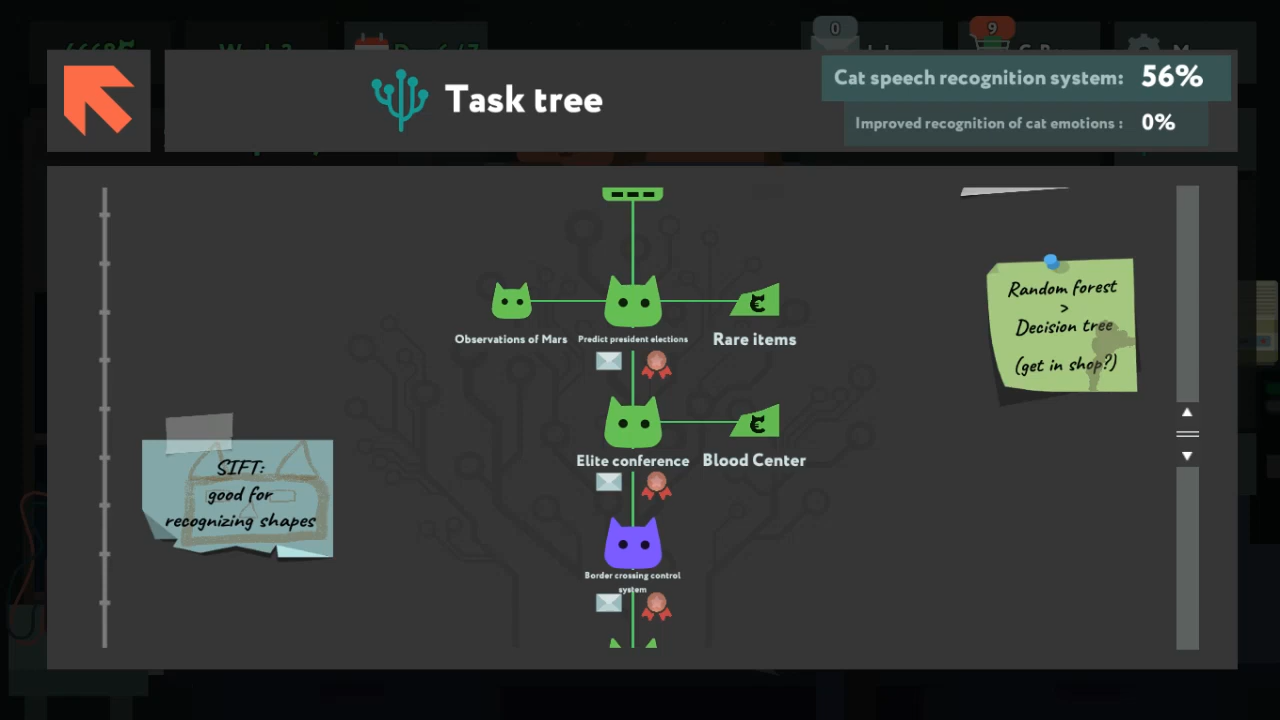 0
9
Task tree
Cat speech recognition system: 56%
Improved recognition of cat emotions : 0%
Observations of Mars
Predict president elections
Rare items
Random forest
>
Decision tree
(get in shop?)
Elite conference
Blood Center
SIFT:
good for
recognizing shapes
Border crossing control
system